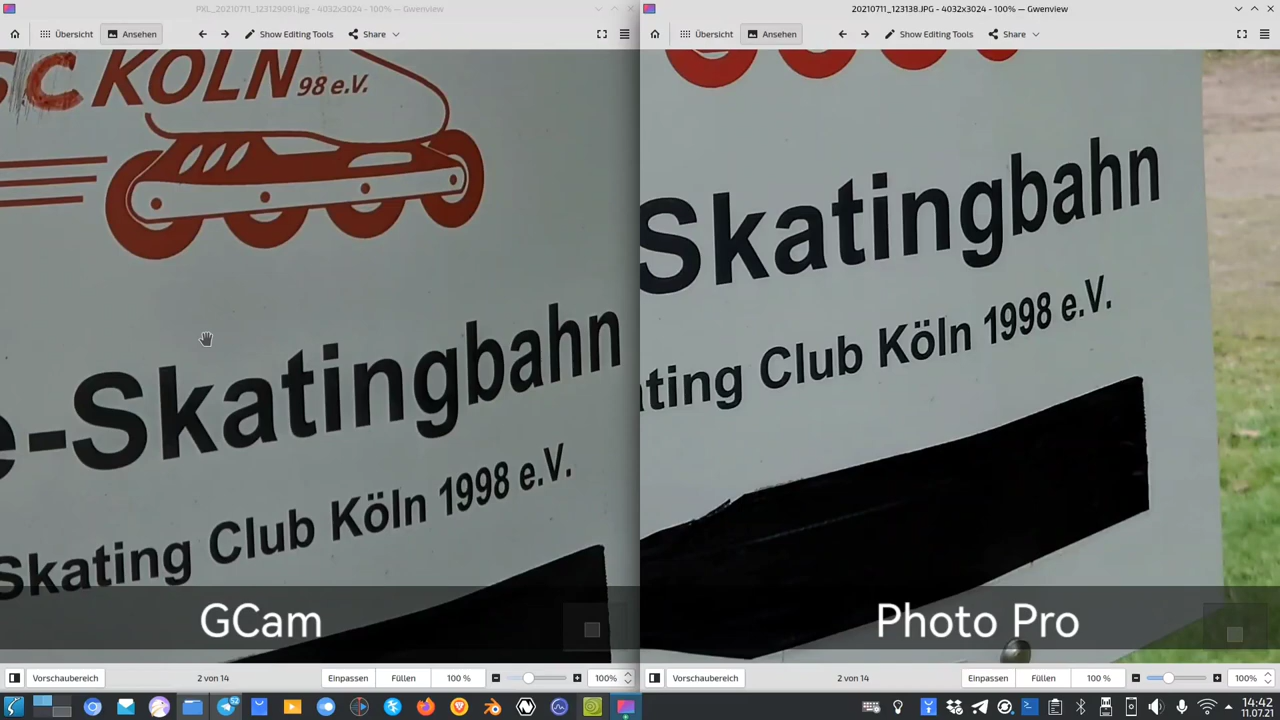 PXL_20210711_123129091.jpg - 4032x3024 - 100% — Gwenview
Übersicht Ansehen Show Editing Tools Share
SC KÖLN 98 e.V.
e-Skatingbahn
Skating Club Köln 1998 e.V.
GCam
Vorschaubereich 2 von 14 Einpassen Füllen 100 % 100%
20210711_123138.JPG - 4032x3024 - 100% — Gwenview
Übersicht Ansehen Show Editing Tools Share
Skatingbahn
ating Club Köln 1998 e.V.
Photo Pro
Vorschaubereich 2 von 14 Einpassen Füllen 100 % 100%
52
14:42
11.07.21